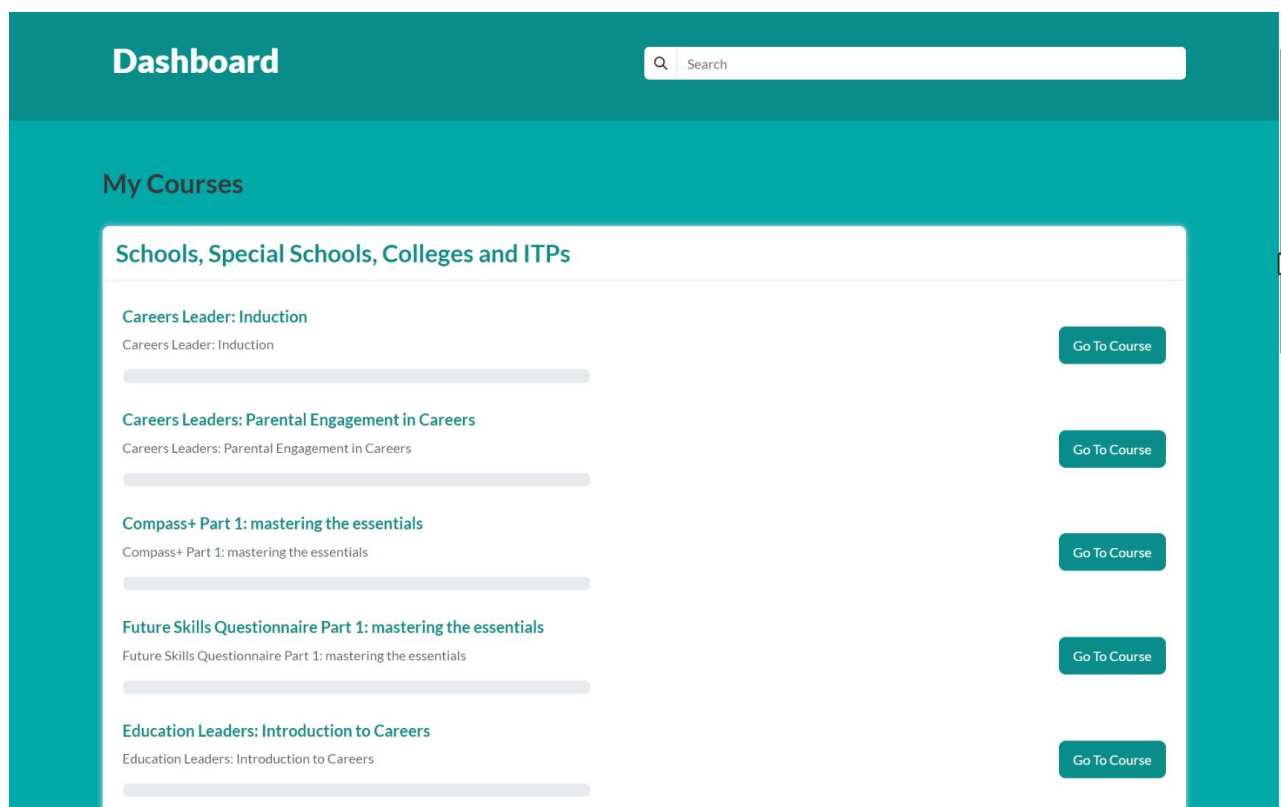 Dashboard
Search
My Courses
Schools, Special Schools, Colleges and ITPs
Careers Leader: Induction
Careers Leader: Induction
Go To Course
Careers Leaders: Parental Engagement in Careers
Careers Leaders: Parental Engagement in Careers
Go To Course
Compass+ Part 1: mastering the essentials
Compass+ Part 1: mastering the essentials
Go To Course
Future Skills Questionnaire Part 1: mastering the essentials
Future Skills Questionnaire Part 1: mastering the essentials
Go To Course
Education Leaders: Introduction to Careers
Education Leaders: Introduction to Careers
Go To Course